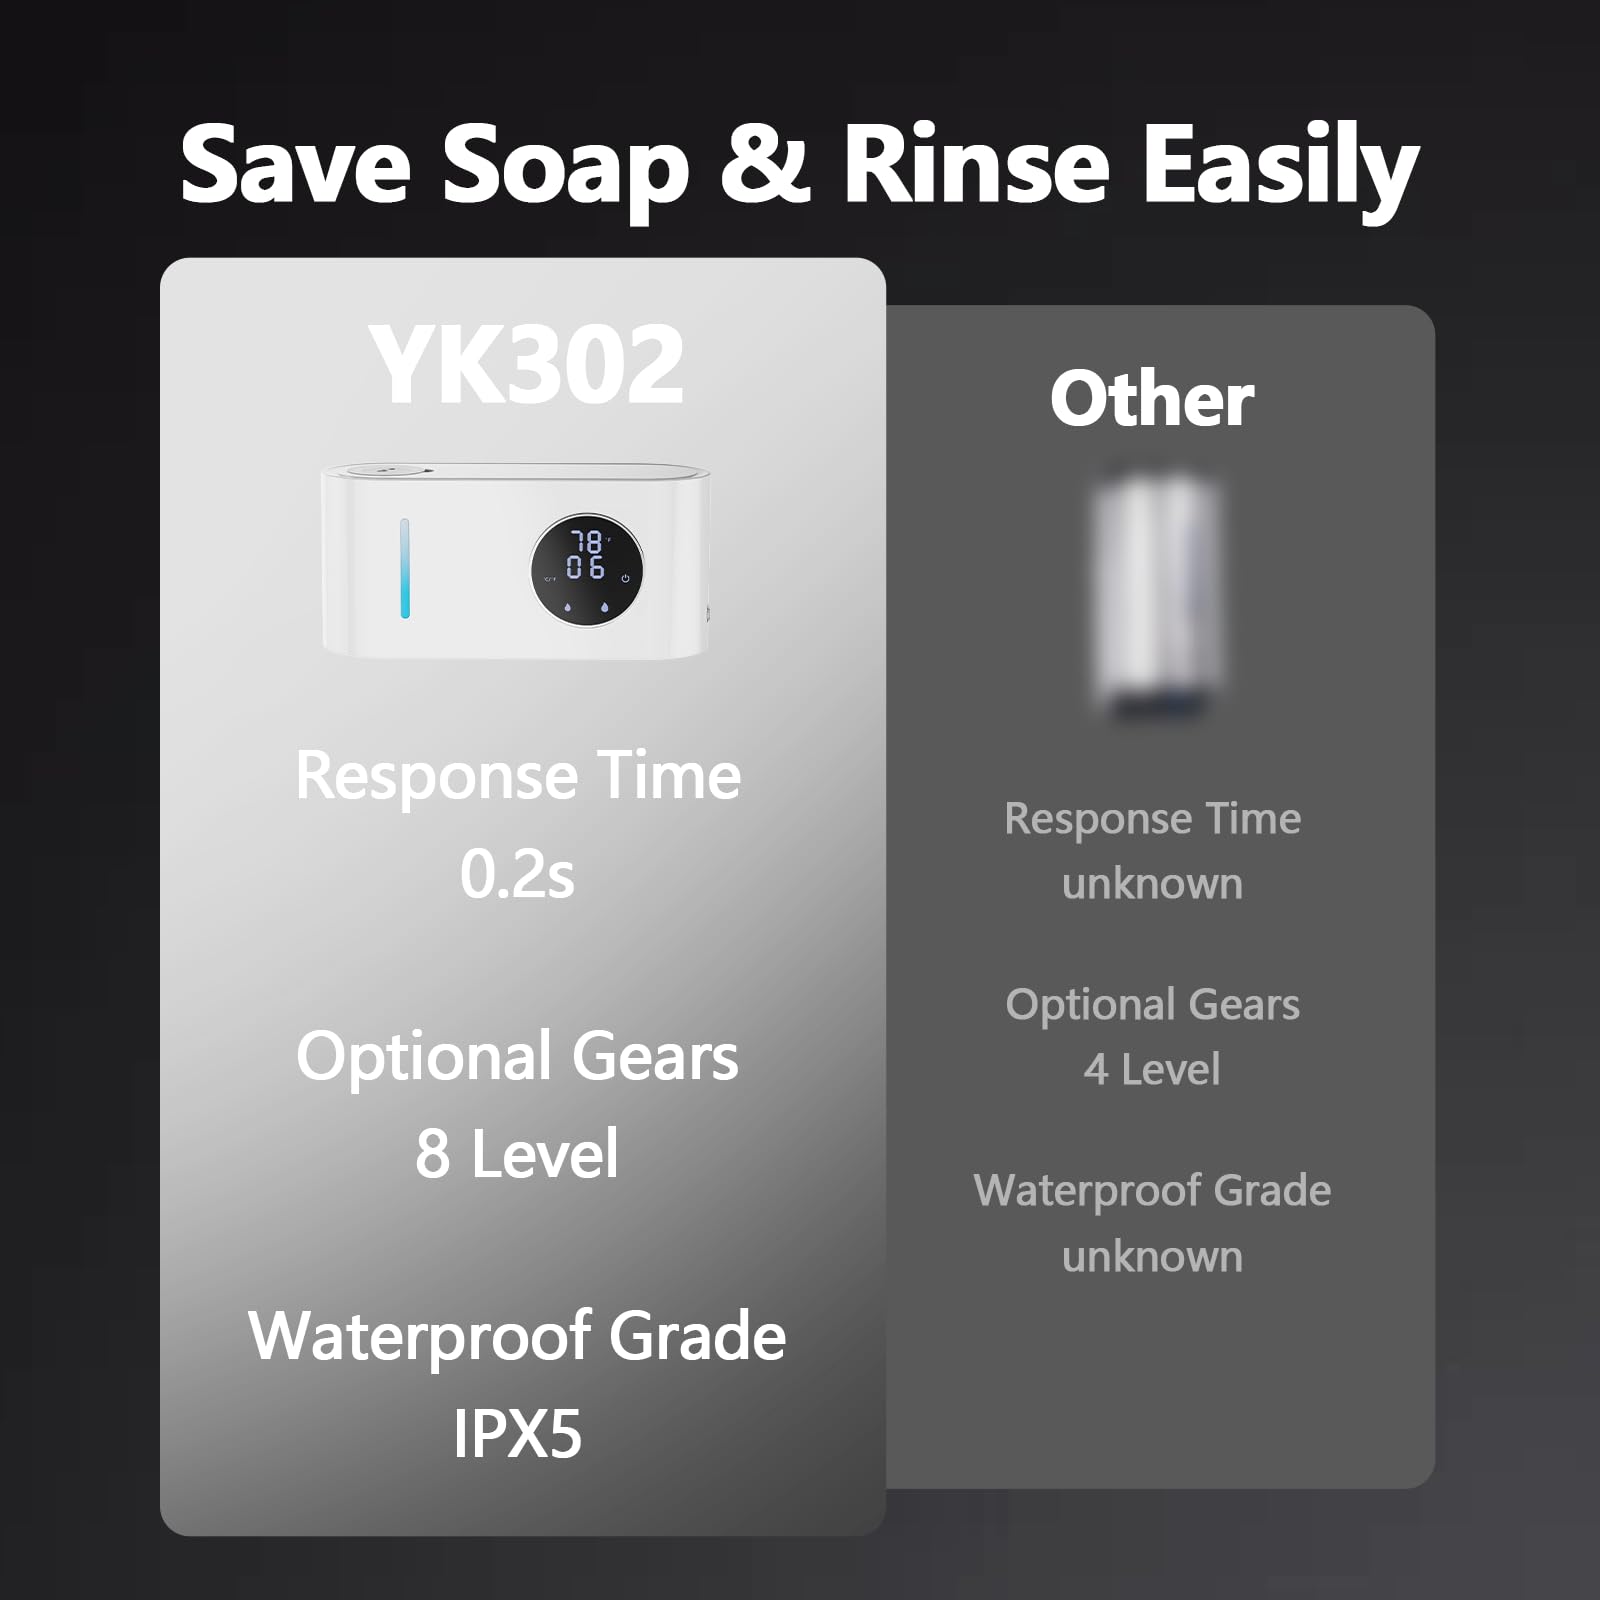 Save Soap & Rinse Easily
YK302
78 °F
06
°C/°F
Response Time
0.2s
Optional Gears
8 Level
Waterproof Grade
IPX5
Other
Response Time
unknown
Optional Gears
4 Level
Waterproof Grade
unknown